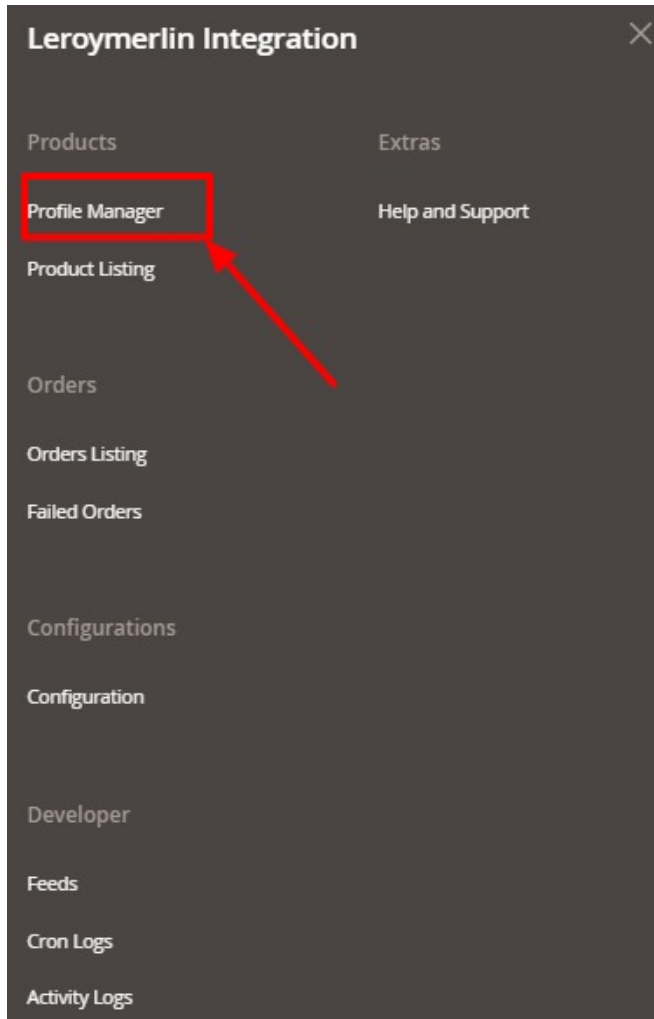 Leroymerlin Integration
Products
Profile Manager
Product Listing
Orders
Orders Listing
Failed Orders
Configurations
Configuration
Developer
Feeds
Cron Logs
Activity Logs
Extras
Help and Support